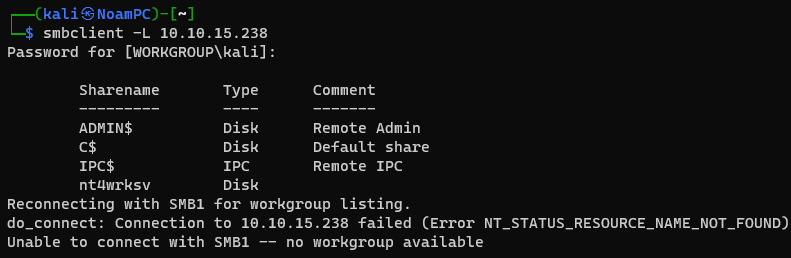 ┌──(kali㉿NoamPC)-[~]
└─$ smbclient -L 10.10.15.238
Password for [WORKGROUP\kali]:
Sharename       Type      Comment
---------       ----      -------
ADMIN$          Disk      Remote Admin
C$              Disk      Default share
IPC$            IPC       Remote IPC
nt4wrksv        Disk
Reconnecting with SMB1 for workgroup listing.
do_connect: Connection to 10.10.15.238 failed (Error NT_STATUS_RESOURCE_NAME_NOT_FOUND)
Unable to connect with SMB1 -- no workgroup available